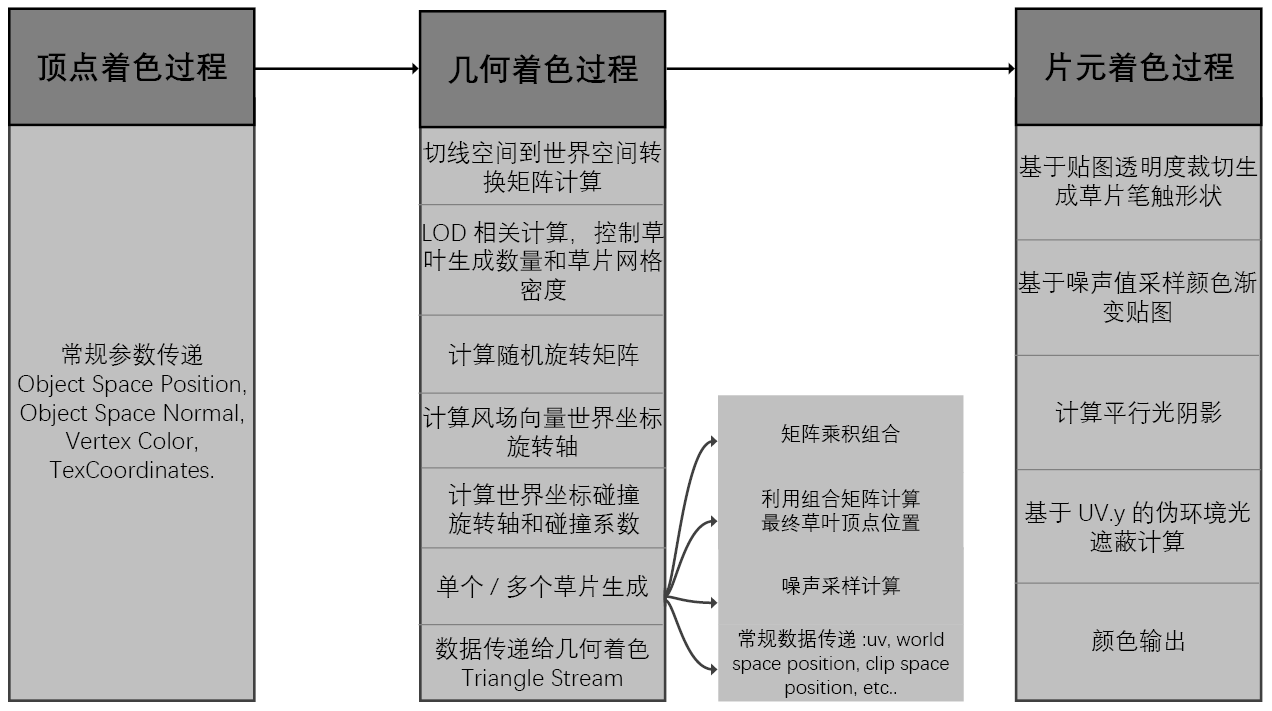 顶点着色过程
常规参数传递
Object Space Position,
Object Space Normal,
Vertex Color,
TexCoordinates.
几何着色过程
切线空间到世界空间转
换矩阵计算
LOD 相关计算，控制草
叶生成数量和草片网格
密度
计算随机旋转矩阵
计算风场向量世界坐标
旋转轴
计算世界坐标碰撞
旋转轴和碰撞系数
单个 / 多个草片生成
数据传递给几何着色
Triangle Stream
矩阵乘积组合
利用组合矩阵计算
最终草叶顶点位置
噪声采样计算
常规数据传递 :uv, world
space position, clip space
position, etc..
片元着色过程
基于贴图透明度裁切生
成草片笔触形状
基于噪声值采样颜色渐
变贴图
计算平行光阴影
基于 UV.y 的伪环境光
遮蔽计算
颜色输出